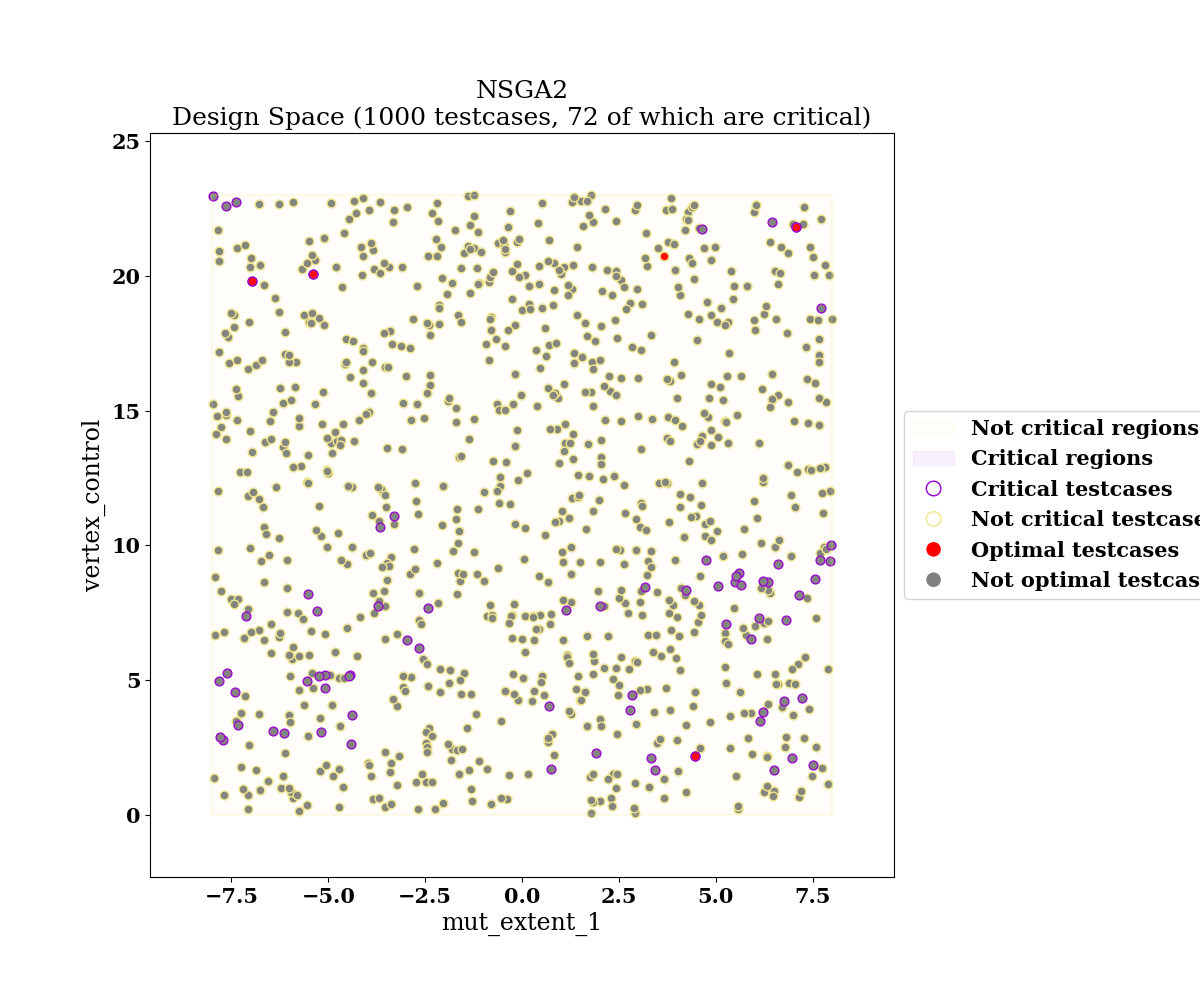 NSGA2
Design Space (1000 testcases, 72 of which are critical)
25
20
15
10
5
0
vertex_control
−7.5
−5.0
−2.5
0.0
2.5
5.0
7.5
mut_extent_1
Not critical regions
Critical regions
Critical testcases
Not critical testcase
Optimal testcases
Not optimal testcas